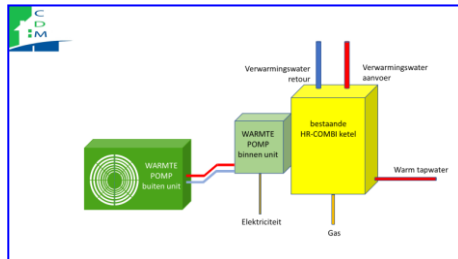 C
D
M
Verwarmingswater
retour
Verwarmingswater
aanvoer
WARMTE
POMP
binnen unit
bestaande
HR-COMBI ketel
WARMTE
POMP
buiten unit
Warm tapwater
Elektriciteit
Gas